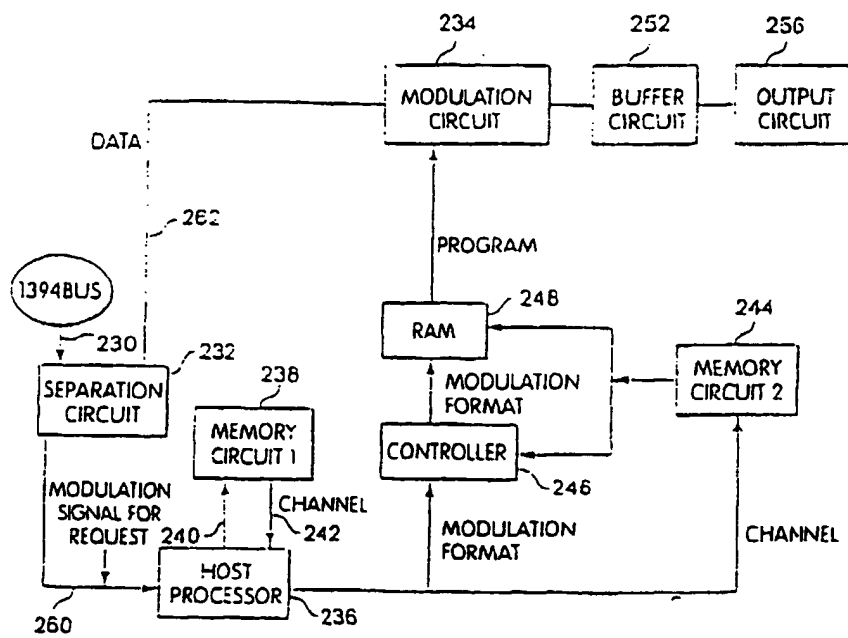 234
252
256
MODULATION
CIRCUIT
BUFFER
CIRCUIT
OUTPUT
CIRCUIT
DATA
262
PROGRAM
1394BUS
230
232
248
RAM
244
SEPARATION
CIRCUIT
238
MEMORY
CIRCUIT 1
MODULATION
FORMAT
MEMORY
CIRCUIT 2
CONTROLLER
246
MODULATION
SIGNAL FOR
REQUEST
240
CHANNEL
242
MODULATION
FORMAT
CHANNEL
HOST
PROCESSOR
260
236